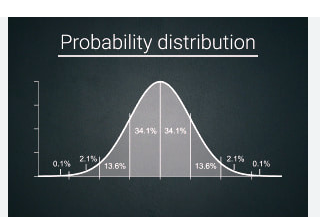 Probability distribution
34.1% 34.1%
0.1% 2.1% 13.6% 13.6% 2.1% 0.1%